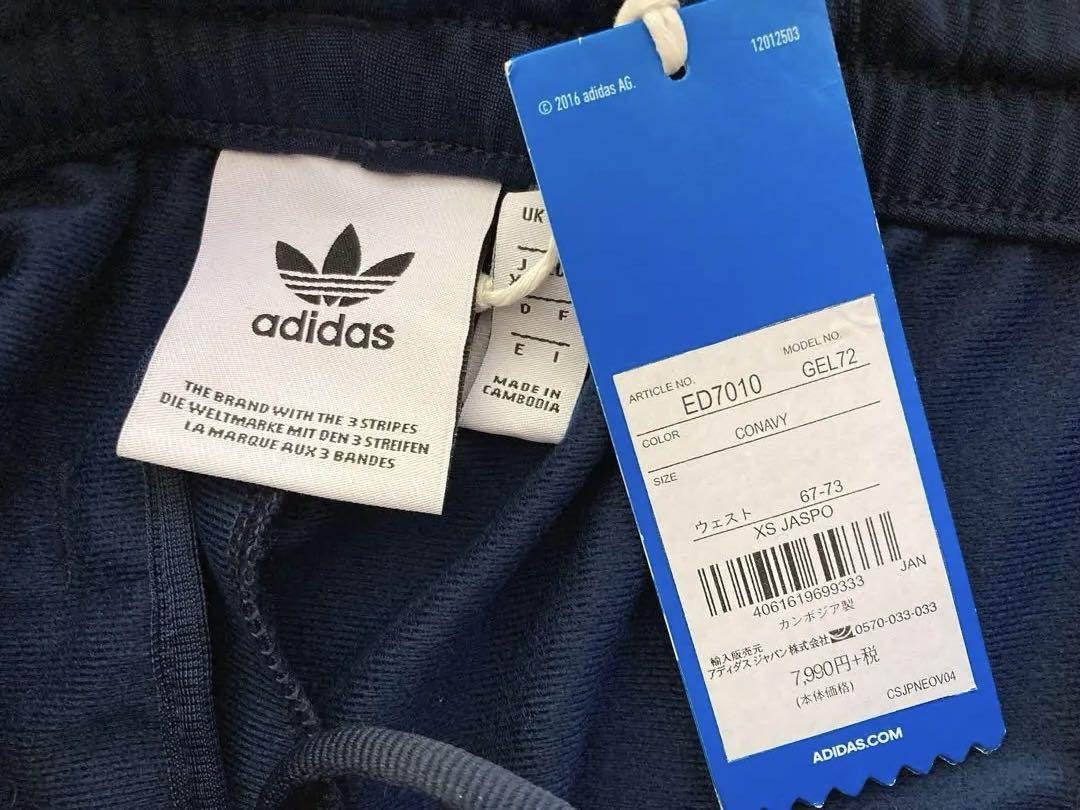 adidas
THE BRAND WITH THE 3 STRIPES
DIE WELTMARKE MIT DEN 3 STREIFEN
LA MARQUE AUX 3 BANDES
UK
J
D F
E I
MADE IN
CAMBODIA
12012503
© 2016 adidas AG.
ARTICLE NO. MODEL NO.
ED7010 GEL72
COLOR CONAVY
SIZE
ウェスト 67-73
XS JASPO
4061619699333 JAN
カンボジア製
輸入販売元
アディダス ジャパン株式会社 0570-033-033
7,990円+税
(本体価格)
CSJPNEOV04
ADIDAS.COM